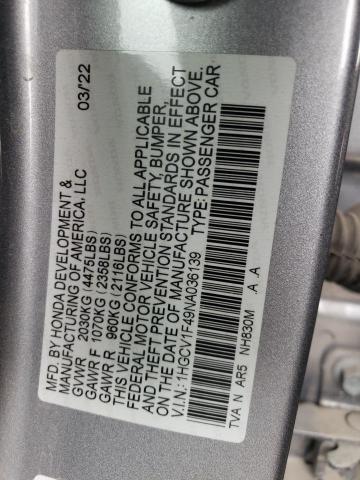 MFD. BY HONDA DEVELOPMENT & 03/22
MANUFACTURING OF AMERICA, LLC
GVWR 2030KG (4475LBS)
GAWR F 1070KG (2358LBS)
GAWR R 960KG (2116LBS)
THIS VEHICLE CONFORMS TO ALL APPLICABLE
FEDERAL MOTOR VEHICLE SAFETY, BUMPER,
AND THEFT PREVENTION STANDARDS IN EFFECT
ON THE DATE OF MANUFACTURE SHOWN ABOVE.
V.I.N.: 1HGCV1F49NA036139 TYPE: PASSENGER CAR
TVA N AR5 NH830M . A . A